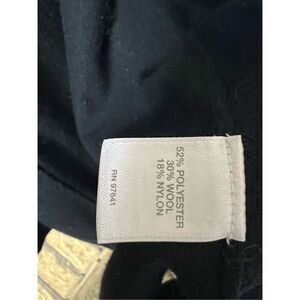 52% POLYESTER
30% WOOL
18% NYLON
RN 97641